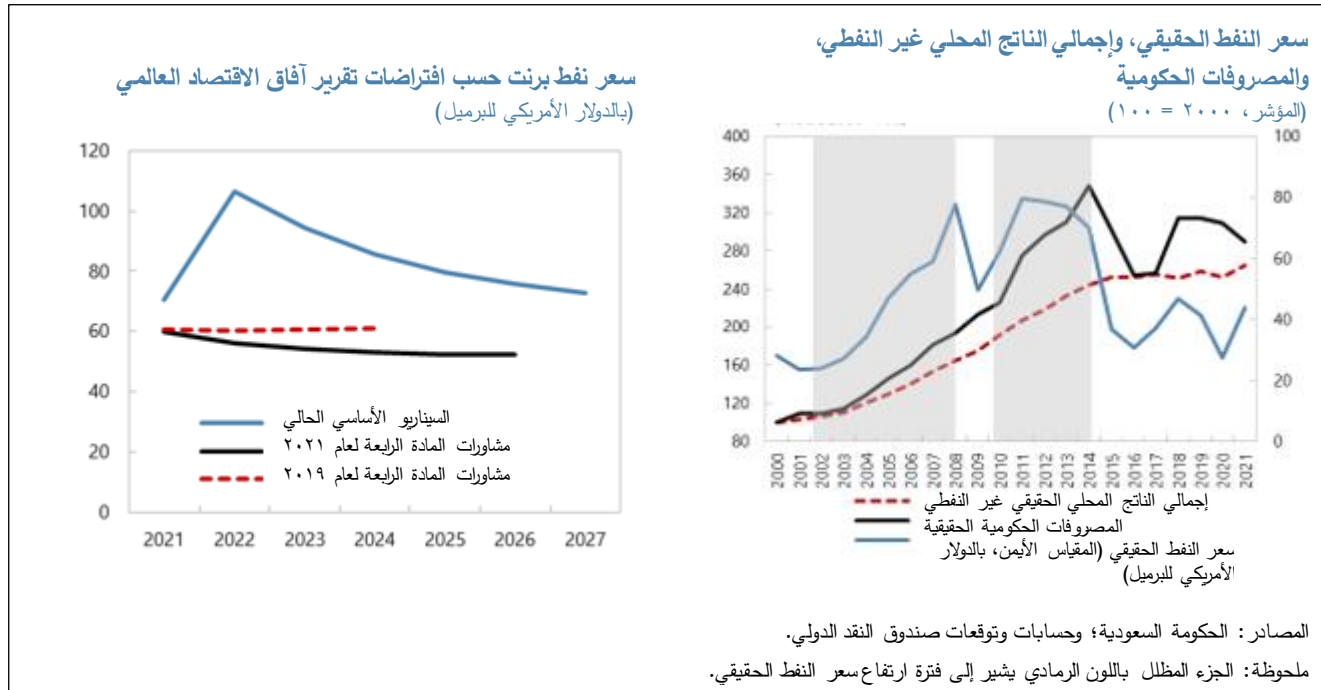 سعر النفط الحقيقي، وإجمالي الناتج المحلي غير النفطي،
والمصروفات الحكومية
(المؤشر، ٢٠٠٠ = ١٠٠)
400
360
320
280
240
200
160
120
80
100
80
60
40
20
0
2000
2001
2002
2003
2004
2005
2006
2007
2008
2009
2010
2011
2012
2013
2014
2015
2016
2017
2018
2019
2020
2021
إجمالي الناتج المحلي الحقيقي غير النفطي
المصروفات الحكومية الحقيقية
سعر النفط الحقيقي (المقياس الأيمن، بالدولار
الأمريكي للبرميل)
سعر نفط برنت حسب افتراضات تقرير آفاق الاقتصاد العالمي
(بالدولار الأمريكي للبرميل)
120
100
80
60
40
20
0
السيناريو الأساسي الحالي
مشاورات المادة الرابعة لعام ٢٠٢١
مشاورات المادة الرابعة لعام ٢٠١٩
2021 2022 2023 2024 2025 2026 2027
المصادر: الحكومة السعودية؛ وحسابات وتوقعات صندوق النقد الدولي.
ملحوظة: الجزء المظلل باللون الرمادي يشير إلى فترة ارتفاع سعر النفط الحقيقي.